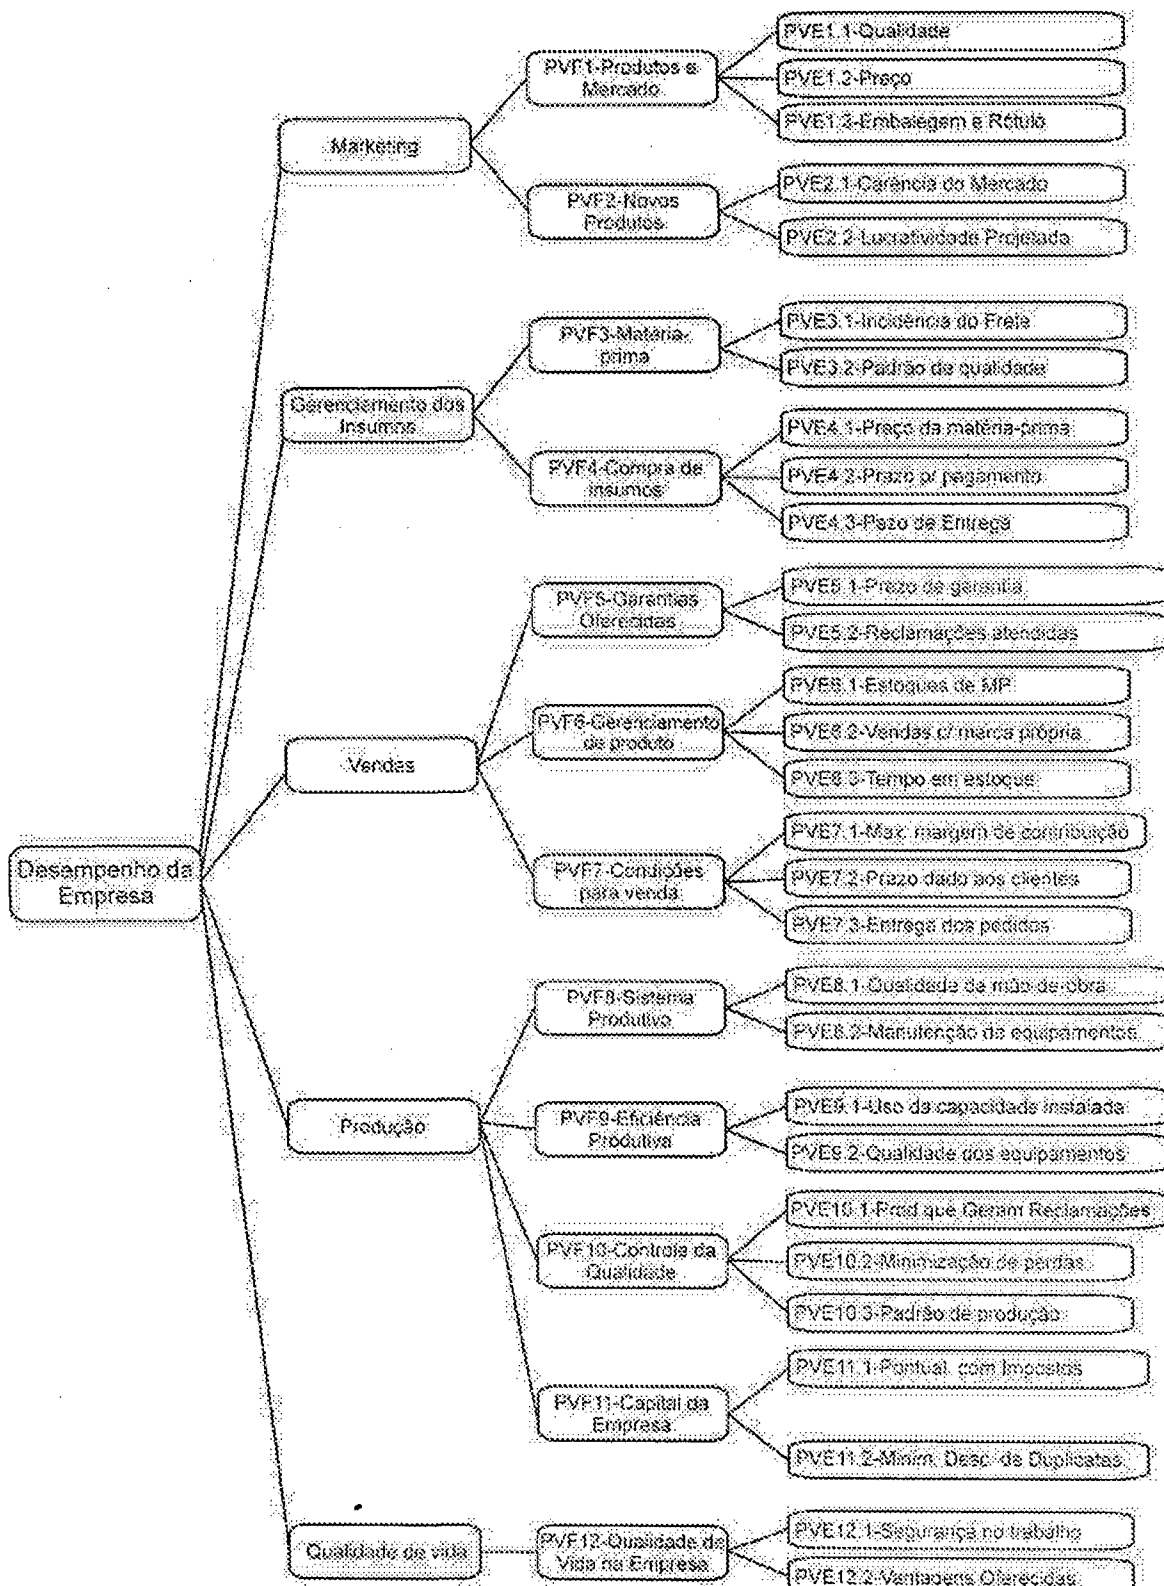 PVE1.1-Qualidade
PVF1-Produtos e
Mercado
PVE1.2-Preço
PVE1.3-Embalagem e Rótulo
Marketing
PVE2.1-Carência do Mercado
PVF2-Novos
Produtos
PVE2.2-Lucratividade Projetada
PVE3.1-Incidência do Frete
PVF3-Matéria-
prima
PVE3.2-Padrão da qualidade
Gerenciamento dos
Insumos
PVE4.1-Preço da matéria-prima
PVF4-Compra de
Insumos
PVE4.2-Prazo p/ pagamento
PVE4.3-Pazo de Entrega
PVE5.1-Prazo de garantia
PVF5-Garantias
Oferecidas
PVE5.2-Reclamações atendidas
PVE6.1-Estoques de MP
PVF6-Gerenciamento
de produto
PVE6.2-Vendas c/ marca própria
PVE6.3-Tempo em estoque
Vendas
PVE7.1-Max. margem de contribuição
PVF7-Condições
para venda
PVE7.2-Prazo dado aos clientes
PVE7.3-Entrega dos pedidos
Desempenho da
Empresa
PVE8.1-Qualidade da mão-de-obra
PVF8-Sistema
Produtivo
PVE8.2-Manutenção de equipamentos
PVE9.1-Uso da capacidade instalada
PVF9-Eficiência
Produtiva
PVE9.2-Qualidade dos equipamentos
Produção
PVE10.1-Prod que Geram Reclamações
PVF10-Controle da
Qualidade
PVE10.2-Minimização de perdas
PVE10.3-Padrão de produção
PVE11.1-Pontual. com Impostos
PVF11-Capital da
Empresa
PVE11.2-Minim. Desc. de Duplicatas
PVE12.1-Segurança no trabalho
Qualidade de vida
PVF12-Qualidade de
Vida na Empresa
PVE12.2-Vantagens Oferecidas